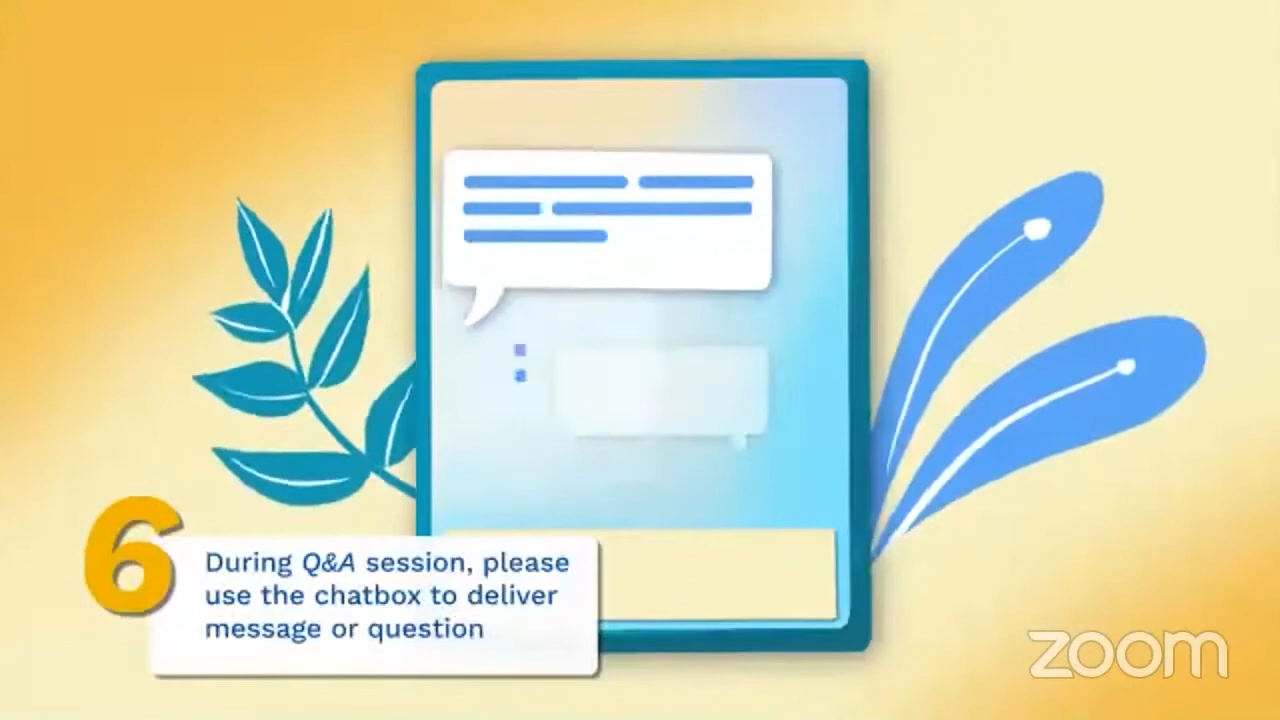 6
During Q&A session, please
use the chatbox to deliver
message or question
zoom